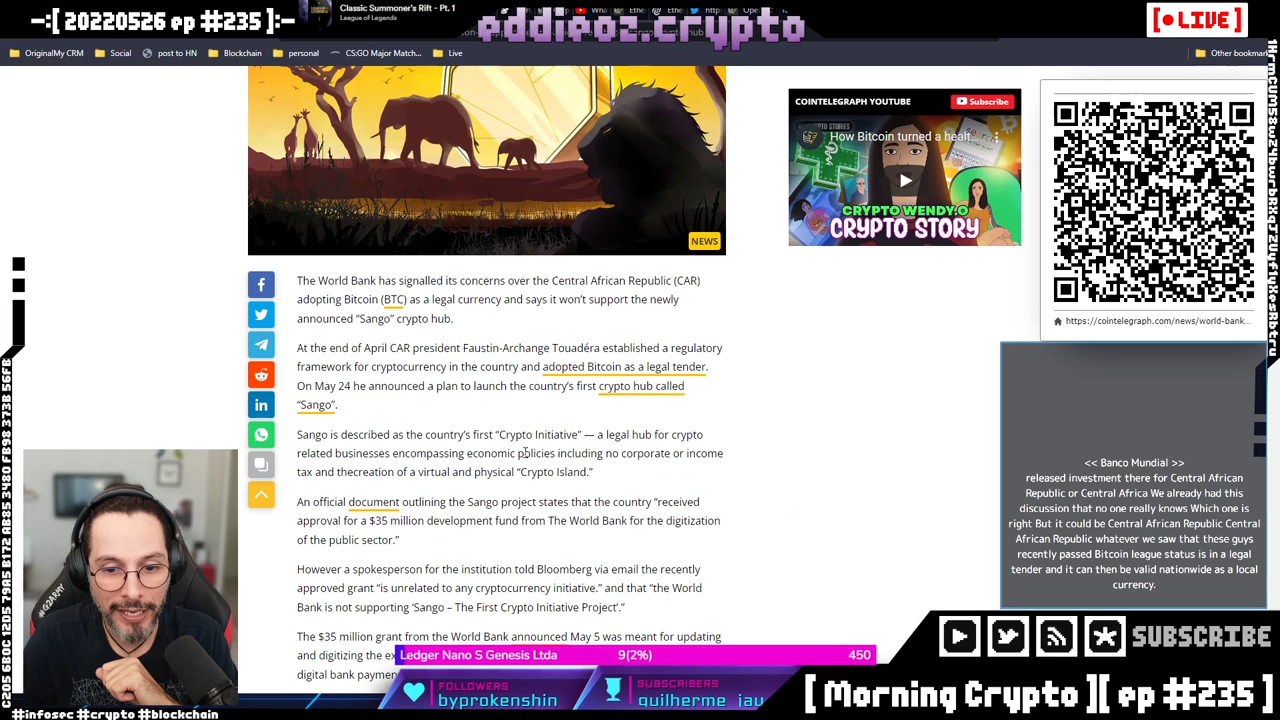 -:[ 20220526 ep #235 ]:-
Classic Summoner's Rift - Pt. 1
League of Legends
eddieoz.crypto
[ ● LIVE ]
OriginalMy CRM
Social
post to HN
Blockchain
personal
CS:GO Major Match...
Live
Other bookmar
COINTELEGRAPH YOUTUBE
Subscribe
CRYPTO STORIES
How Bitcoin turned a healt...
CRYPTO WENDY.O
CRYPTO STORY
NEWS
https://cointelegraph.com/news/world-bank...
The World Bank has signalled its concerns over the Central African Republic (CAR)
adopting Bitcoin (BTC) as a legal currency and says it won't support the newly
announced "Sango" crypto hub.
At the end of April CAR president Faustin-Archange Touadéra established a regulatory
framework for cryptocurrency in the country and adopted Bitcoin as a legal tender.
On May 24 he announced a plan to launch the country's first crypto hub called
"Sango".
Sango is described as the country's first "Crypto Initiative" — a legal hub for crypto
related businesses encompassing economic policies including no corporate or income
tax and thecreation of a virtual and physical "Crypto Island."
An official document outlining the Sango project states that the country "received
approval for a $35 million development fund from The World Bank for the digitization
of the public sector."
However a spokesperson for the institution told Bloomberg via email the recently
approved grant "is unrelated to any cryptocurrency initiative." and that "the World
Bank is not supporting 'Sango – The First Crypto Initiative Project'."
The $35 million grant from the World Bank announced May 5 was meant for updating
and digitizing the
digital bank paymen
<< Banco Mundial >>
released investment there for Central African
Republic or Central Africa We already had this
discussion that no one really knows Which one is
right But it could be Central African Republic Central
African Republic whatever we saw that these guys
recently passed Bitcoin league status is in a legal
tender and it can then be valid nationwide as a local
currency.
Ledger Nano S Genesis Ltda 9(2%) 450
FOLLOWERS
byprokenshin
SUBSCRIBERS
guilherme_jau
SUBSCRIBE
[ Morning Crypto ][ ep #235 ]
#infosec #crypto #blockchain